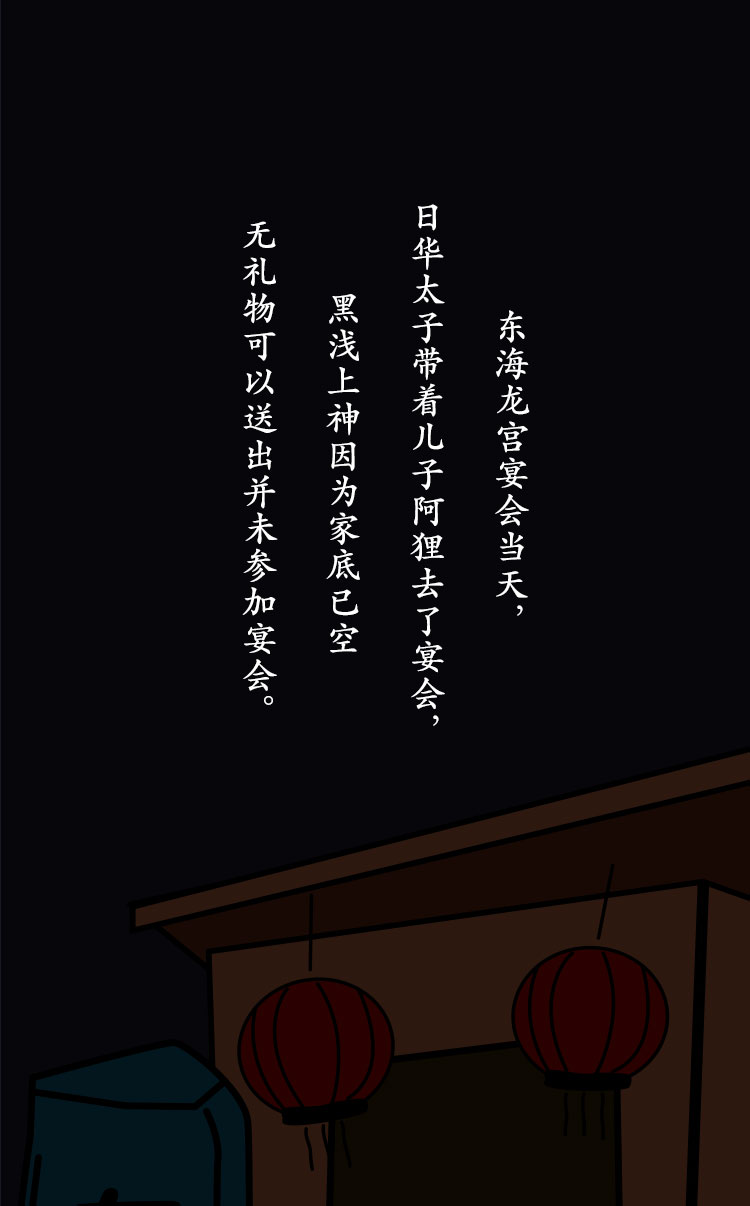 东海龙宫宴会当天，
日华太子带着儿子阿狸去了宴会，
黑浅上神因为家底已空
无礼物可以送出并未参加宴会。